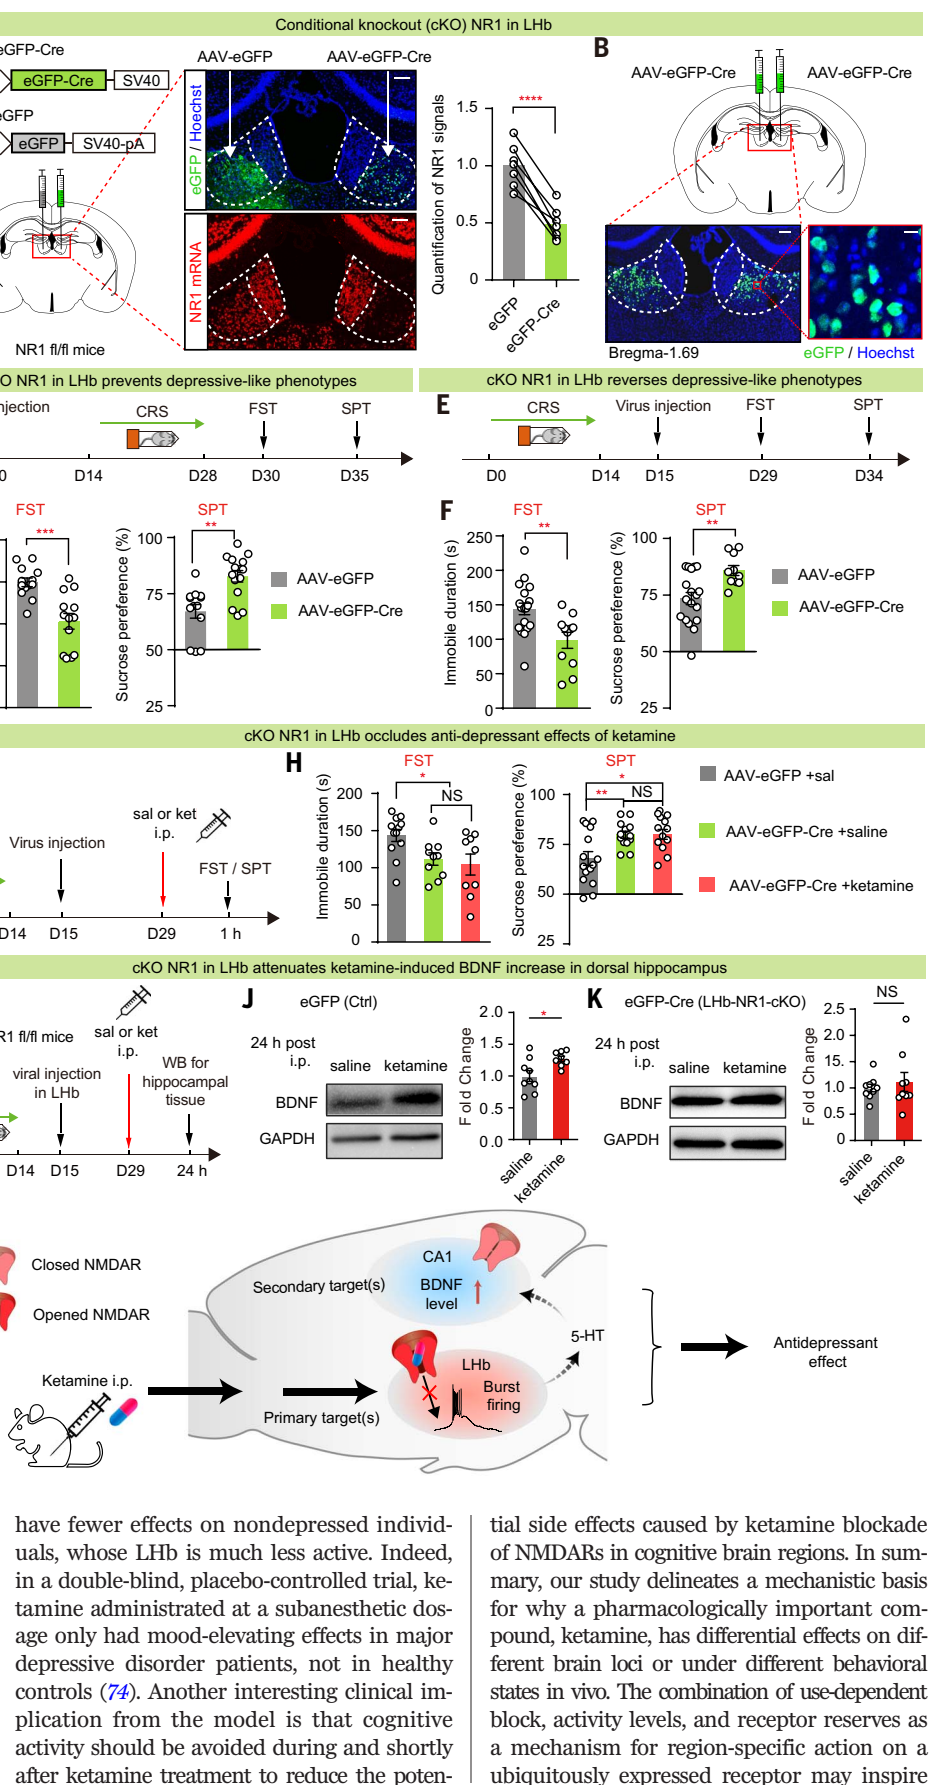 Conditional knockout (cKO) NR1 in LHb
eGFP-Cre
eGFP-Cre
SV40
eGFP
eGFP
SV40-pA
NR1 fl/fl mice
AAV-eGFP
AAV-eGFP-Cre
eGFP / Hoechst
NR1 mRNA
Quantification of NR1 signals
1.5
1.0
0.5
0
****
eGFP
eGFP-Cre
B
AAV-eGFP-Cre
AAV-eGFP-Cre
Bregma-1.69
eGFP / Hoechst
O NR1 in LHb prevents depressive-like phenotypes
njection
CRS
FST
SPT
0
D14
D28
D30
D35
FST
***
SPT
**
Sucrose pereference (%)
100
75
50
25
AAV-eGFP
AAV-eGFP-Cre
cKO NR1 in LHb reverses depressive-like phenotypes
E
CRS
Virus injection
FST
SPT
D0
D14
D15
D29
D34
F
FST
**
Immobile duration (s)
250
200
150
100
50
0
SPT
**
Sucrose pereference (%)
100
75
50
25
AAV-eGFP
AAV-eGFP-Cre
cKO NR1 in LHb occludes anti-depressant effects of ketamine
Virus injection
sal or ket
i.p.
FST / SPT
D14
D15
D29
1 h
H
FST
*
NS
Immobile duration (s)
200
150
100
50
0
SPT
*
**
NS
Sucrose pereference (%)
100
75
50
25
AAV-eGFP +sal
AAV-eGFP-Cre +saline
AAV-eGFP-Cre +ketamine
cKO NR1 in LHb attenuates ketamine-induced BDNF increase in dorsal hippocampus
R1 fl/fl mice
sal or ket
i.p.
viral injection
in LHb
WB for
hippocampal
tissue
D14
D15
D29
24 h
J
eGFP (Ctrl)
24 h post
i.p.
saline
ketamine
BDNF
GAPDH
Fold Change
2.0
1.5
1.0
0.5
0.0
*
saline
ketamine
K
eGFP-Cre (LHb-NR1-cKO)
24 h post
i.p.
saline
ketamine
BDNF
GAPDH
Fold Change
2.5
2.0
1.5
1.0
0.5
0
NS
saline
ketamine
Closed NMDAR
Opened NMDAR
Ketamine i.p.
Secondary target(s)
CA1
BDNF
level
5-HT
LHb
Burst
firing
Primary target(s)
Antidepressant
effect
have fewer effects on nondepressed individ-
uals, whose LHb is much less active. Indeed,
in a double-blind, placebo-controlled trial, ke-
tamine administrated at a subanesthetic dos-
age only had mood-elevating effects in major
depressive disorder patients, not in healthy
controls (74). Another interesting clinical im-
plication from the model is that cognitive
activity should be avoided during and shortly
after ketamine treatment to reduce the poten-
tial side effects caused by ketamine blockade
of NMDARs in cognitive brain regions. In sum-
mary, our study delineates a mechanistic basis
for why a pharmacologically important com-
pound, ketamine, has differential effects on dif-
ferent brain loci or under different behavioral
states in vivo. The combination of use-dependent
block, activity levels, and receptor reserves as
a mechanism for region-specific action on a
ubiquitously expressed receptor may inspire